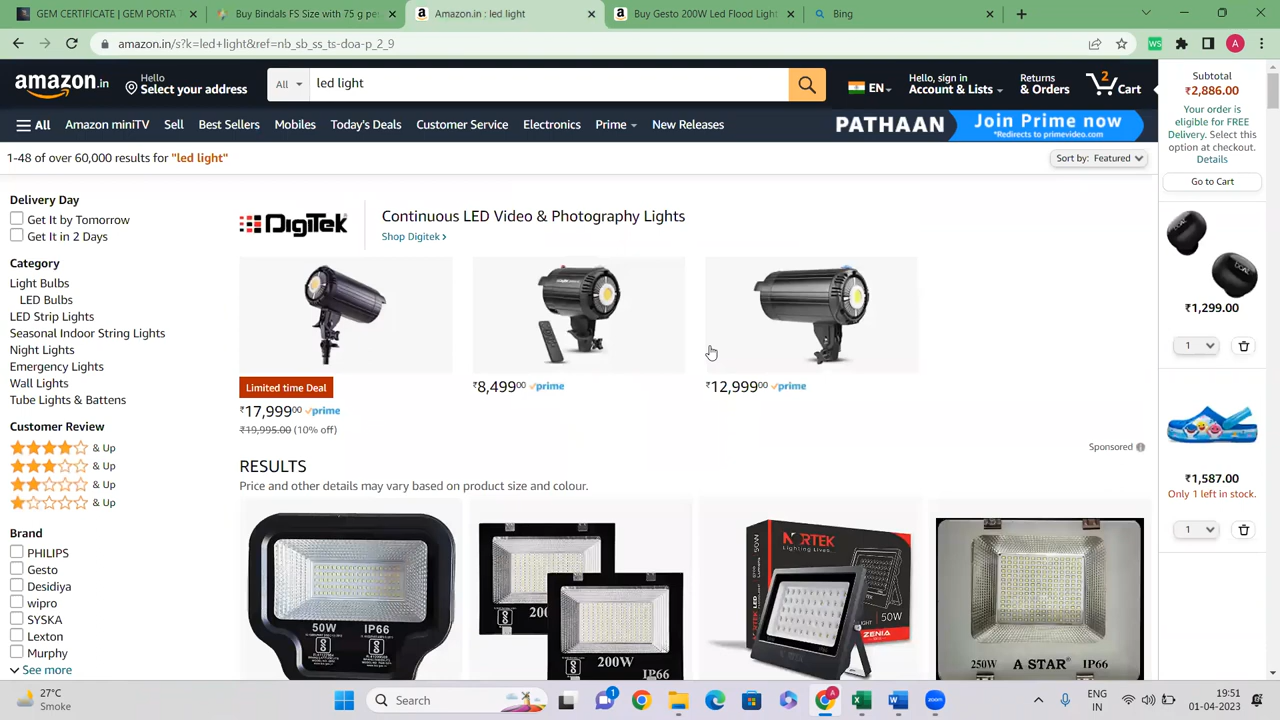 GEM CERTIFICATE | GEM PORTA
Buy Bindals FS Size with 75 g pe
Amazon.in : led light
Buy Gesto 200W Led Flood Light
Bing
amazon.in/s?k=led+light&ref=nb_sb_ss_ts-doa-p_2_9
WS
A
amazon.in
Hello
Select your address
All
led light
EN
Hello, sign in
Account & Lists
Returns
& Orders
2
Cart
All
Amazon miniTV
Sell
Best Sellers
Mobiles
Today's Deals
Customer Service
Electronics
Prime
New Releases
PATHAAN
Join Prime now
*Redirects to primevideo.com
1-48 of over 60,000 results for "led light"
Sort by: Featured
Subtotal
₹2,886.00
Your order is
eligible for FREE
Delivery. Select this
option at checkout.
Details
Go to Cart
GOAL
₹1,299.00
1
₹1,587.00
Only 1 left in stock.
1
Delivery Day
Get It by Tomorrow
Get It in 2 Days
Category
Light Bulbs
LED Bulbs
LED Strip Lights
Seasonal Indoor String Lights
Night Lights
Emergency Lights
Wall Lights
Tube Lights & Battens
Customer Review
& Up
& Up
& Up
& Up
Brand
PHILIPS
Gesto
Desidiya
wipro
SYSKA
Lexton
Murphy
See more
DIGITEK
Continuous LED Video & Photography Lights
Shop Digitek ›
Limited time Deal
₹17,999⁰⁰ prime
₹19,995.00 (10% off)
₹8,499⁰⁰ prime
₹12,999⁰⁰ prime
Sponsored
RESULTS
Price and other details may vary based on product size and colour.
50W IP66
200W
200W IP66
NORTEK
Lighting Lives...
50W
ZENIA
250W A STAR IP66
27°C
Smoke
Search
1
A
ENG
IN
19:51
01-04-2023